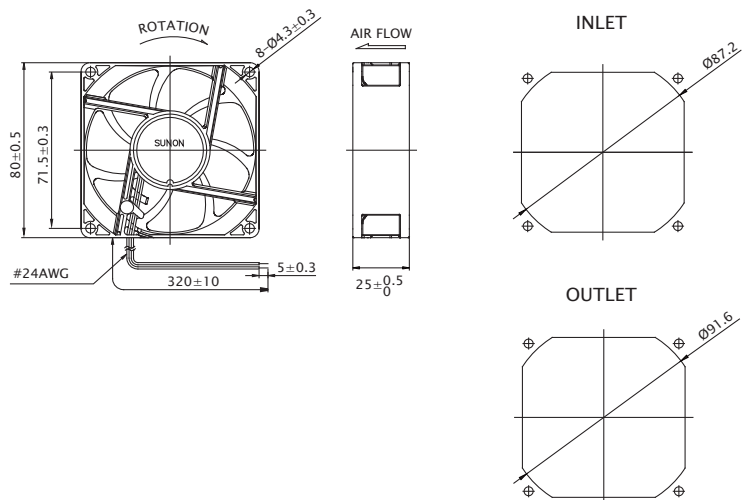 ROTATION
8-Ø4.3±0.3
AIR FLOW
INLET
Ø87.2
80±0.5
71.5±0.3
SUNON
#24AWG
320±10
5±0.3
25±0.5
0
OUTLET
Ø91.6